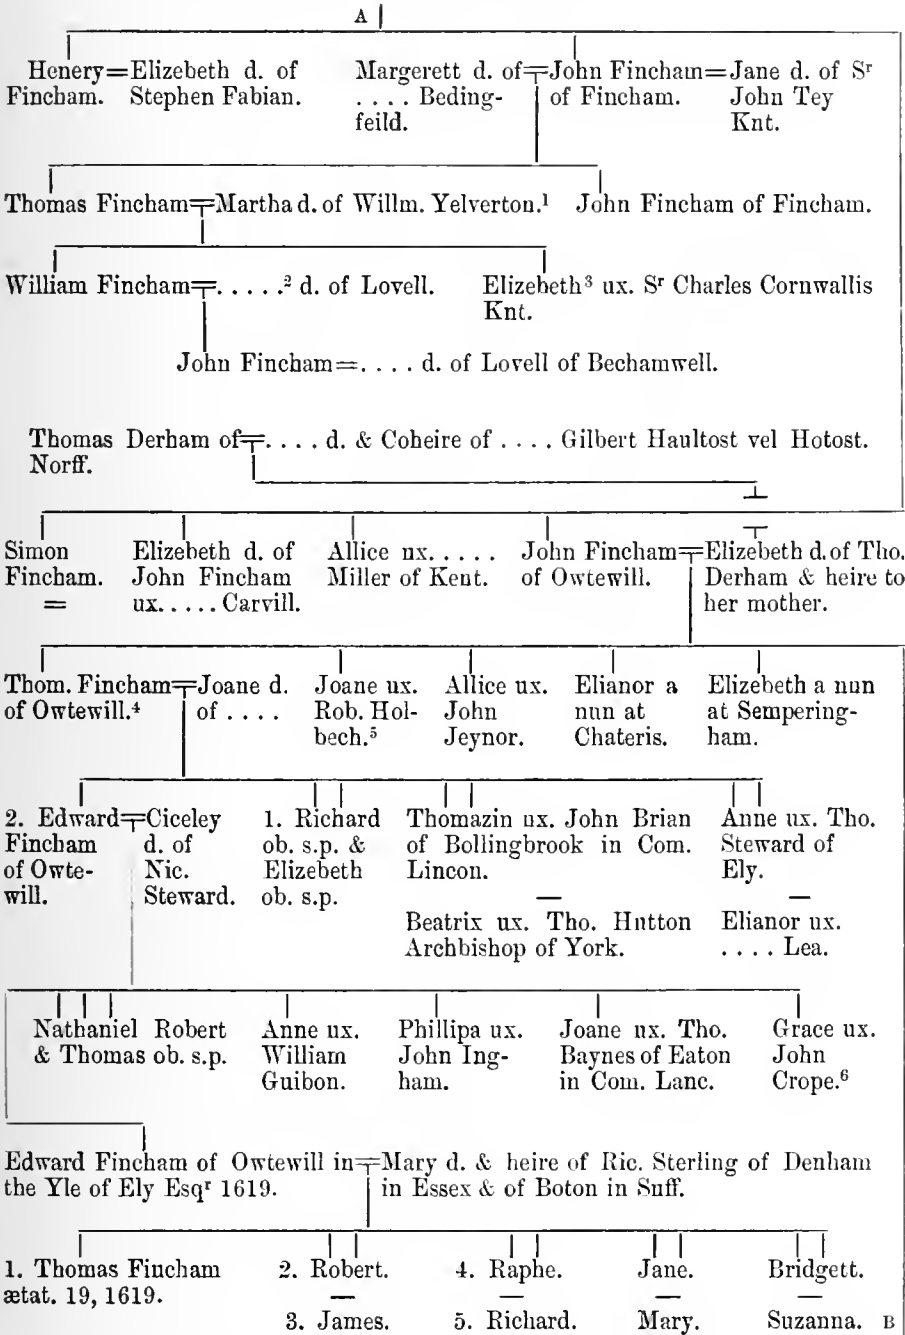 A
Henery=Elizebeth d. of
Fincham. Stephen Fabian.
Margerett d. of=John Fincham=Jane d. of Sr
. . . . Beding-
feild.
of Fincham.
John Tey
Knt.
Thomas Fincham=Martha d. of Willm. Yelverton.1 John Fincham of Fincham.
William Fincham=. . . . .2 d. of Lovell.
Elizebeth3 ux. Sr Charles Cornwallis
Knt.
John Fincham=. . . . d. of Lovell of Bechamwell.
Thomas Derham of=. . . . d. & Coheire of . . . . Gilbert Haultost vel Hotost.
Norff.
Simon
Fincham.
=
Elizebeth d. of
John Fincham
ux. . . . . Carvill.
Allice ux. . . . .
Miller of Kent.
John Fincham=Elizebeth d. of Tho.
of Owtewill.
Derham & heire to
her mother.
Thom. Fincham=Joane d.
of Owtewill.4 of . . . .
Joane ux.
Rob. Hol-
bech.5
Allice ux.
John
Jeynor.
Elianor a
nun at
Chateris.
Elizebeth a nun
at Sempering-
ham.
2. Edward=Ciceley
Fincham d. of
of Owte- Nic.
will. Steward.
1. Richard
ob. s.p. &
Elizebeth
ob. s.p.
Thomazin ux. John Brian
of Bollingbrook in Com.
Lincon.
—
Beatrix ux. Tho. Hutton
Archbishop of York.
Anne ux. Tho.
Steward of
Ely.
—
Elianor ux.
. . . . Lea.
Nathaniel Robert
& Thomas ob. s.p.
Anne ux.
William
Guibon.
Phillipa ux.
John Ing-
ham.
Joane ux. Tho.
Baynes of Eaton
in Com. Lanc.
Grace ux.
John
Crope.6
Edward Fincham of Owtewill in=Mary d. & heire of Ric. Sterling of Denham
the Yle of Ely Esqr 1619. in Essex & of Boton in Suff.
1. Thomas Fincham
ætat. 19, 1619.
2. Robert.
—
3. James.
4. Raphe.
—
5. Richard.
Jane.
—
Mary.
Bridgett.
—
Suzanna. B